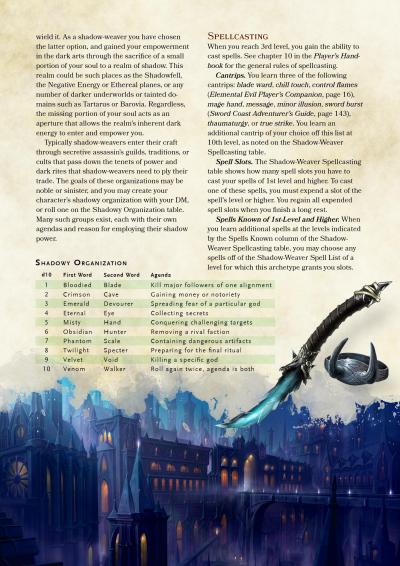 wield it. As a shadow-weaver you have chosen
the latter option, and gained your empowerment
in the dark arts through the sacrifice of a small
portion of your soul to a realm of shadow. This
realm could be such places as the Shadowfell,
the Negative Energy or Ethereal planes, or any
number of darker underworlds or tainted do-
mains such as Tartarus or Barovia. Regardless,
the missing portion of your soul acts as an
aperture that allows the realm's inherent dark
energy to enter and empower you.
Typically shadow-weavers enter their craft
through secretive assassin's guilds, traditions, or
cults that pass down the tenets of power and
dark rites that shadow-weavers need to ply their
trade. The goals of these organizations may be
noble or sinister, and you may create your
character's shadowy organization with your DM,
or roll one on the Shadowy Organization table.
Many such groups exist, each with their own
agendas and reason for employing their shadow
power.
Spellcasting
When you reach 3rd level, you gain the ability to
cast spells. See chapter 10 in the Player's Hand-
book for the general rules of spellcasting.
Cantrips. You learn three of the following
cantrips: blade ward, chill touch, control flames
(Elemental Evil Player's Companion, page 16),
mage hand, message, minor illusion, sword burst
(Sword Coast Adventurer's Guide, page 143),
thaumaturgy, or true strike. You learn an
additional cantrip of your choice off this list at
10th level, as noted on the Shadow-Weaver
Spellcasting table.
Spell Slots. The Shadow-Weaver Spellcasting
table shows how many spell slots you have to
cast your spells of 1st level and higher. To cast
one of these spells, you must expend a slot of the
spell's level or higher. You regain all expended
spell slots when you finish a long rest.
Spells Known of 1st-Level and Higher. When
you learn additional spells at the levels indicated
by the Spells Known column of the Shadow-
Weaver Spellcasting table, you may choose any
spells off of the Shadow-Weaver Spell List of a
level for which this archetype grants you slots.
Shadowy Organization
d10 First Word Second Word Agenda
1 Bloodied Blade Kill major followers of one alignment
2 Crimson Cave Gaining money or notoriety
3 Emerald Devourer Spreading fear of a particular god
4 Eternal Eye Collecting secrets
5 Misty Hand Conquering challenging targets
6 Obsidian Hunter Removing a rival faction
7 Phantom Scale Containing dangerous artifacts
8 Twilight Specter Preparing for the final ritual
9 Velvet Void Killing a specific god
10 Venom Walker Roll again twice, agenda is both